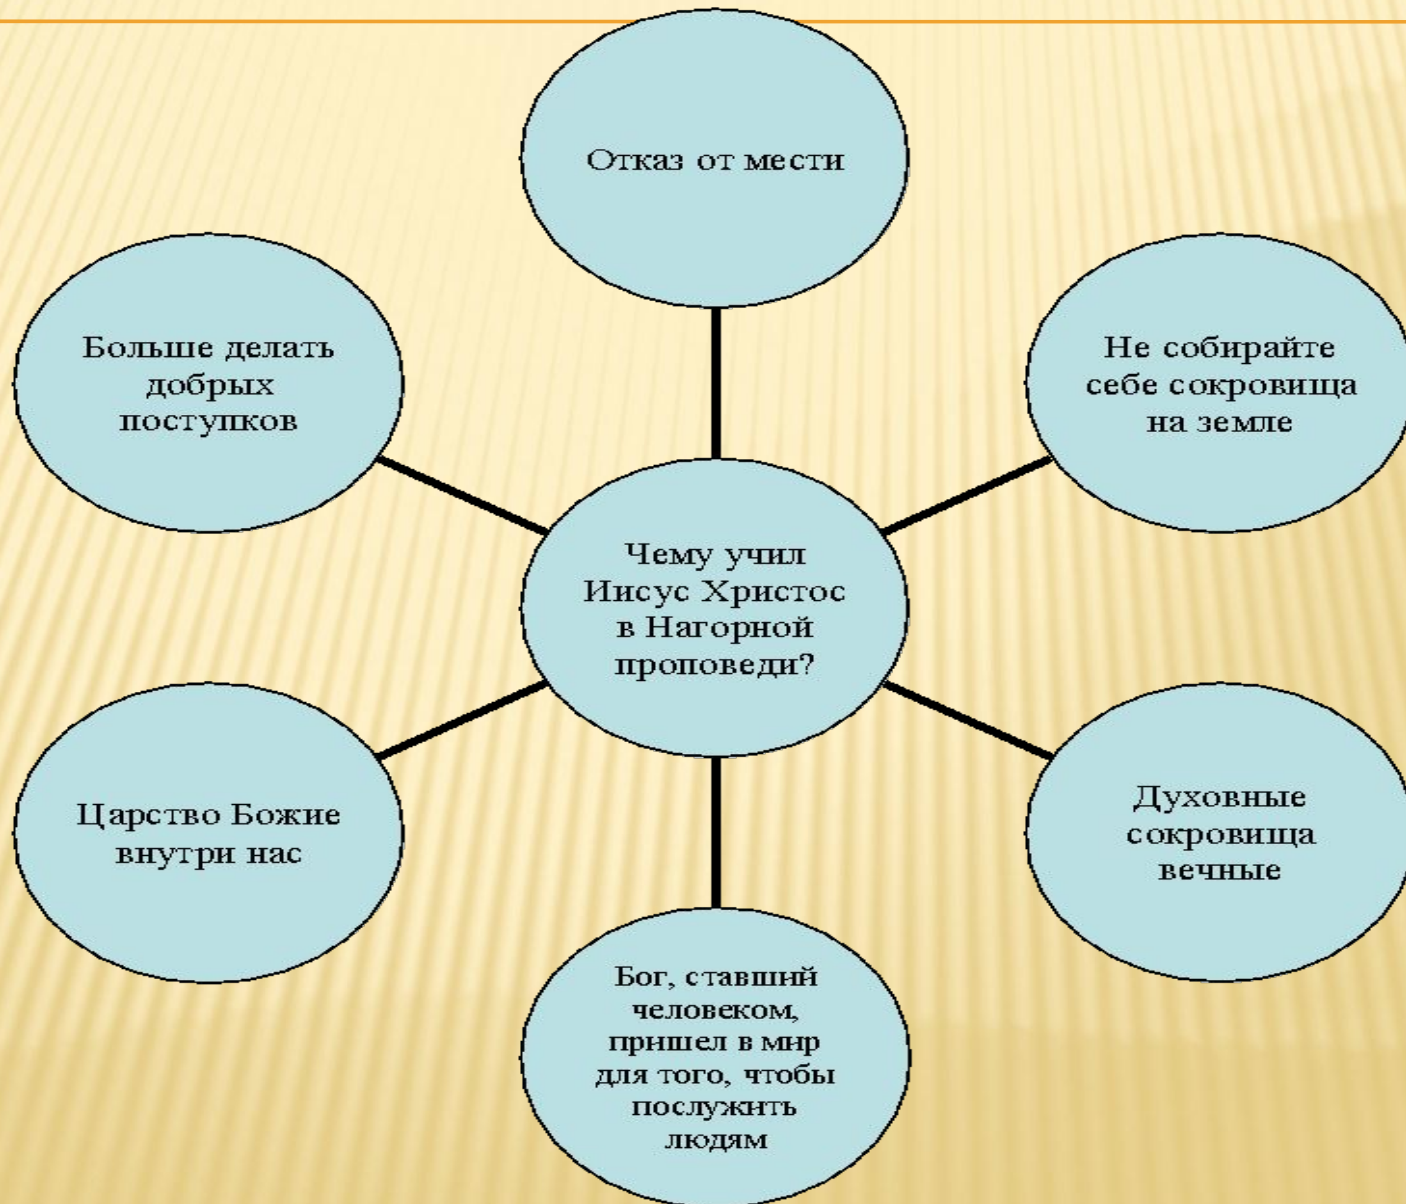 Отказ от мести
Больше делать
добрых
поступков
Не собирайте
себе сокровища
на земле
Чему учил
Иисус Христос
в Нагорной
проповеди?
Царство Божие
внутри нас
Духовные
сокровища
вечные
Бог, ставший
человеком,
пришел в мир
для того, чтобы
послужить
людям